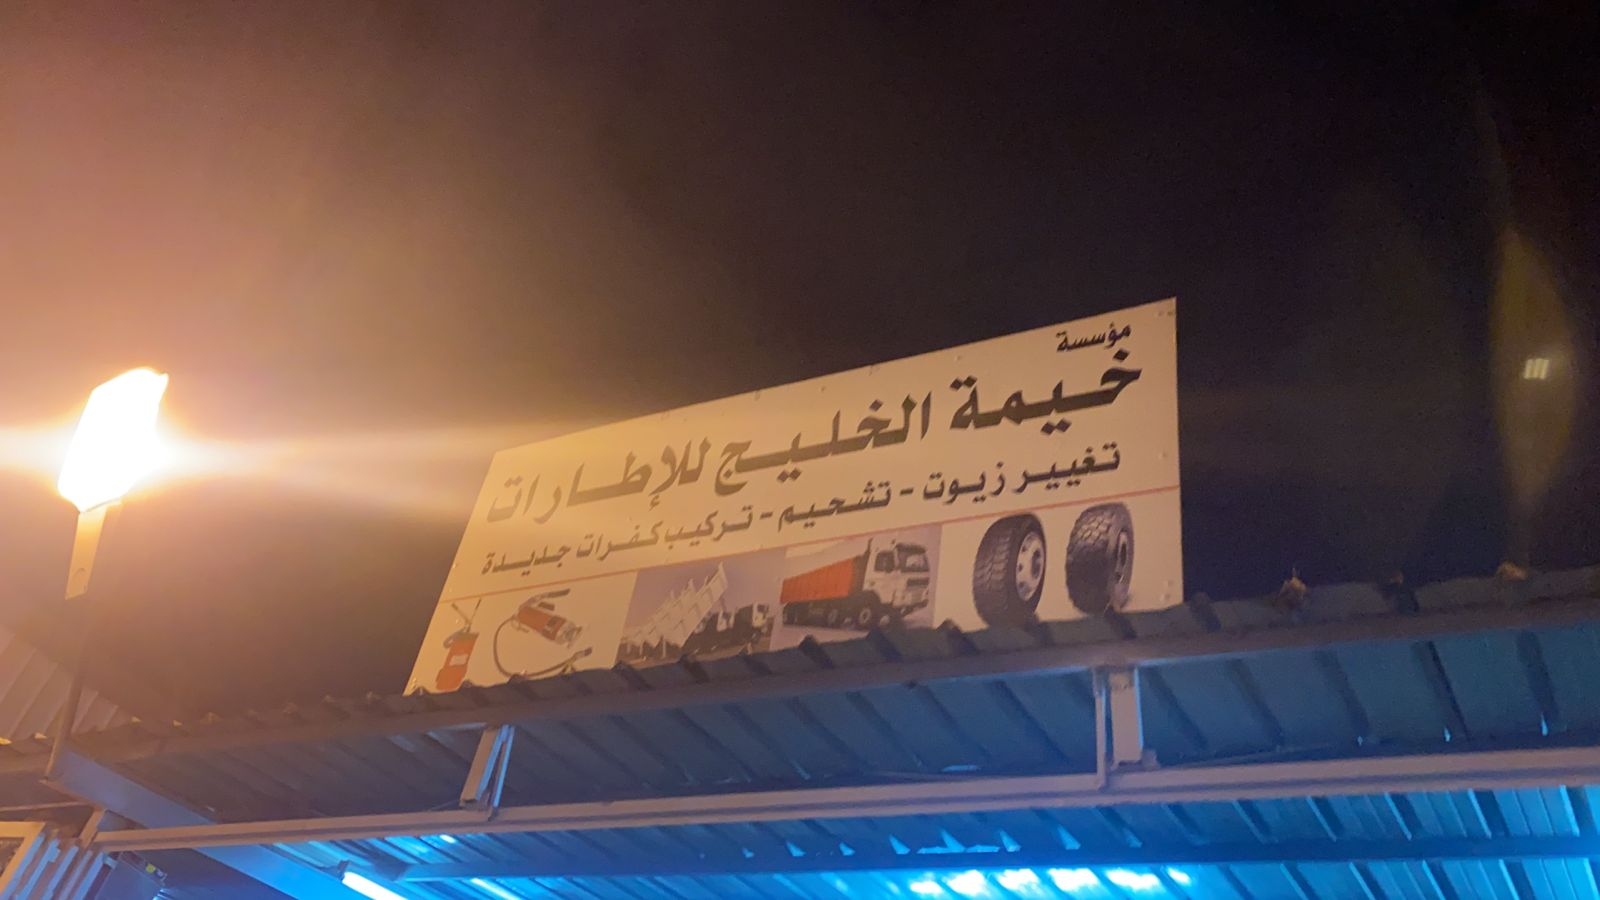 مؤسسة
خيمة الخليج للإطارات
تغيير زيوت - تشحيم - تركيب كفرات جديدة